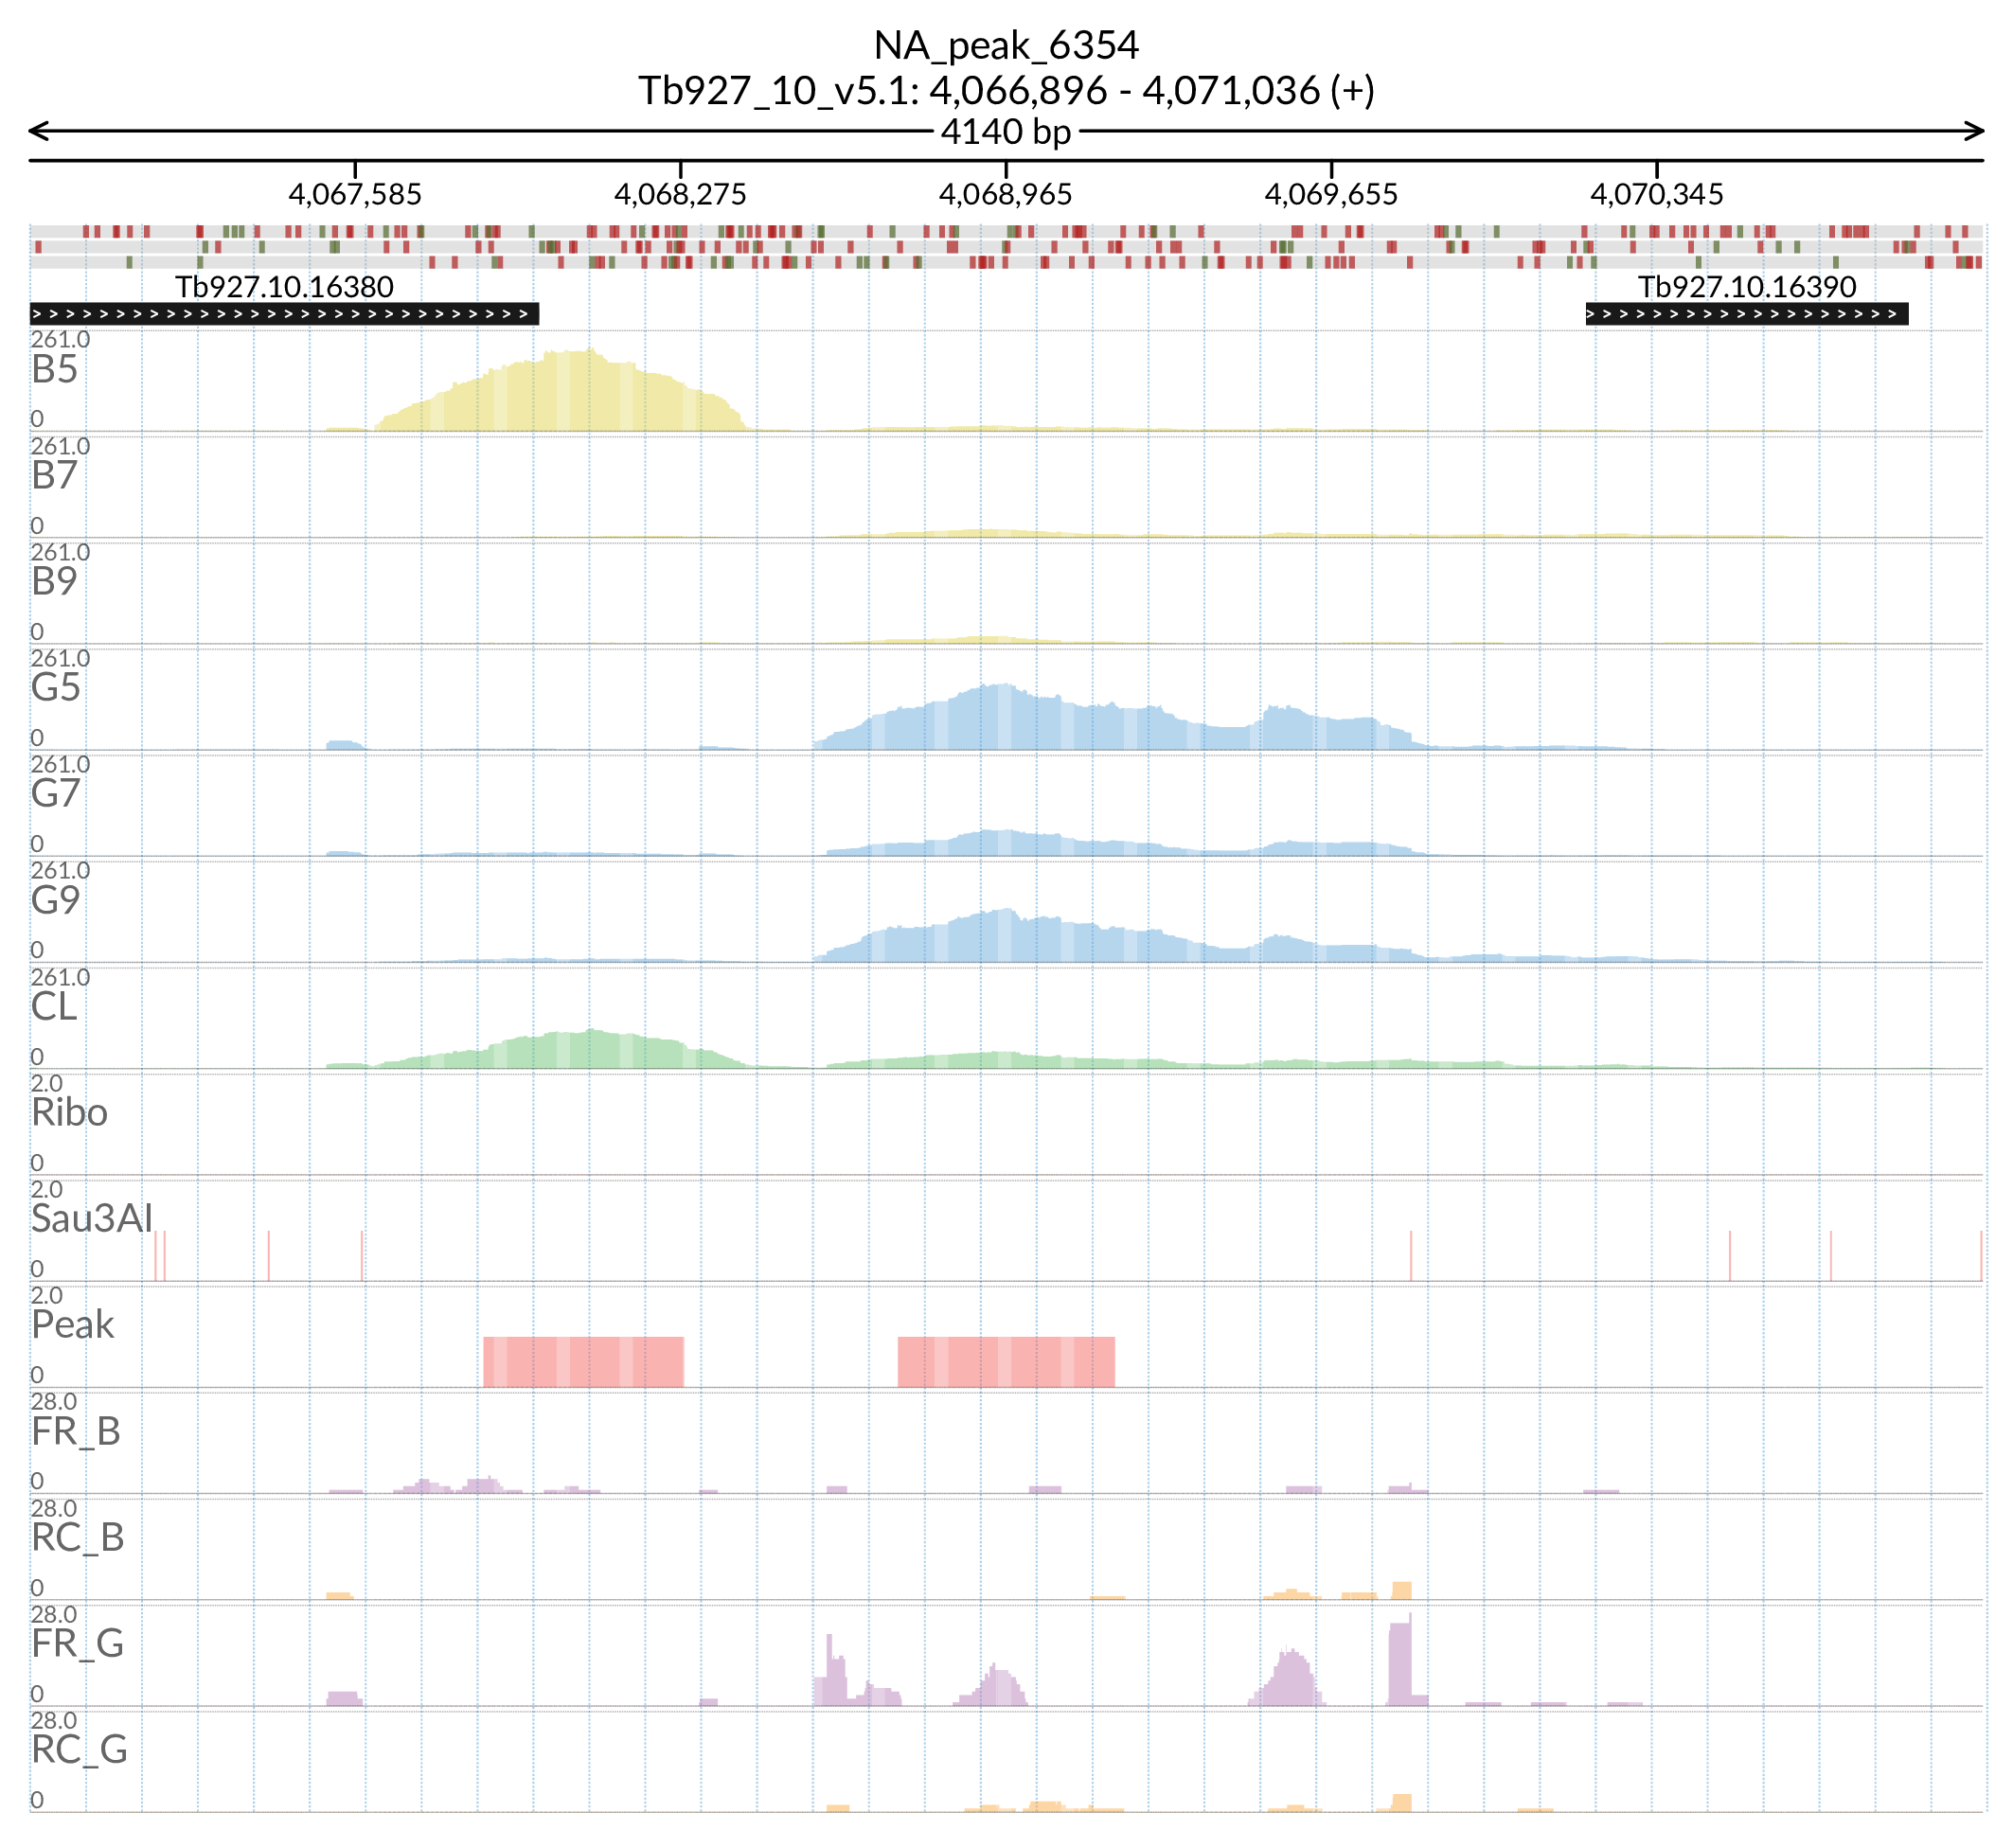 NA_peak_6354
Tb927_10_v5.1: 4,066,896 - 4,071,036 (+)
4140 bp
4,067,585 4,068,275 4,068,965 4,069,655 4,070,345
Tb927.10.16380 Tb927.10.16390
261.0
B5
0
261.0
B7
0
261.0
B9
0
261.0
G5
0
261.0
G7
0
261.0
G9
0
261.0
CL
0
2.0
Ribo
0
2.0
Sau3AI
0
2.0
Peak
0
28.0
FR_B
0
28.0
RC_B
0
28.0
FR_G
0
28.0
RC_G
0